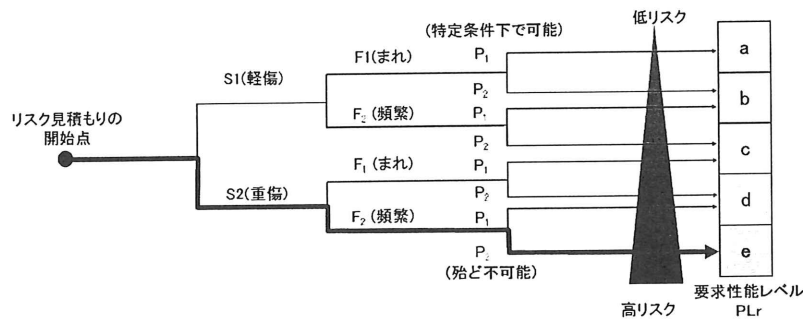 (特定条件下で可能)
低リスク
F1(まれ)
P1
a
S1(軽傷)
P2
b
F2(頻繁)
P1
リスク見積もりの
開始点
P2
c
F1(まれ)
P1
S2(重傷)
P2
d
F2(頻繁)
P1
P2
e
(殆ど不可能)
要求性能レベル
高リスク
PLr